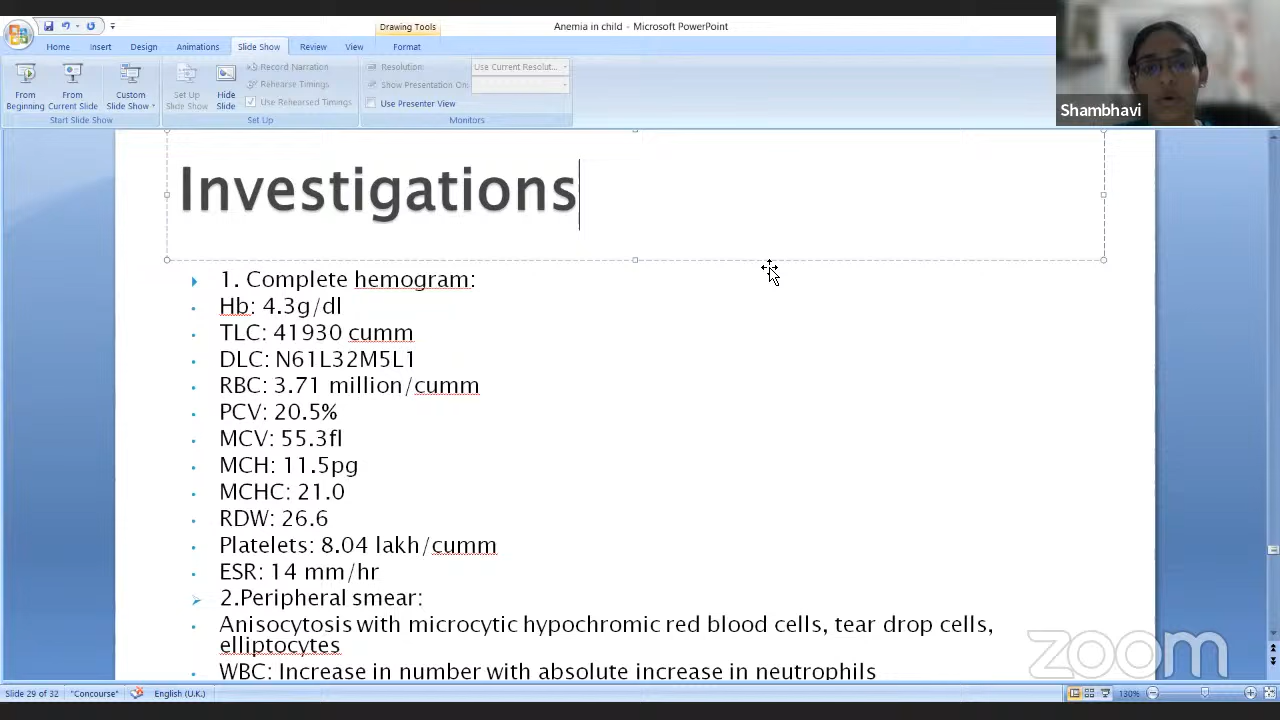 Drawing Tools
Anemia in child - Microsoft PowerPoint
Home Insert Design Animations Slide Show Review View Format
From Beginning
From Current Slide
Custom Slide Show
Start Slide Show
Set Up Slide Show
Hide Slide
Record Narration
Rehearse Timings
Use Rehearsed Timings
Set Up
Resolution: Use Current Resolut...
Show Presentation On:
Use Presenter View
Monitors
Shambhavi
Investigations
1. Complete hemogram:
Hb: 4.3g/dl
TLC: 41930 cumm
DLC: N61L32M5L1
RBC: 3.71 million/cumm
PCV: 20.5%
MCV: 55.3fl
MCH: 11.5pg
MCHC: 21.0
RDW: 26.6
Platelets: 8.04 lakh/cumm
ESR: 14 mm/hr
2.Peripheral smear:
Anisocytosis with microcytic hypochromic red blood cells, tear drop cells,
elliptocytes
WBC: Increase in number with absolute increase in neutrophils
zoom
Slide 29 of 32 "Concourse" English (U.K.) 130%